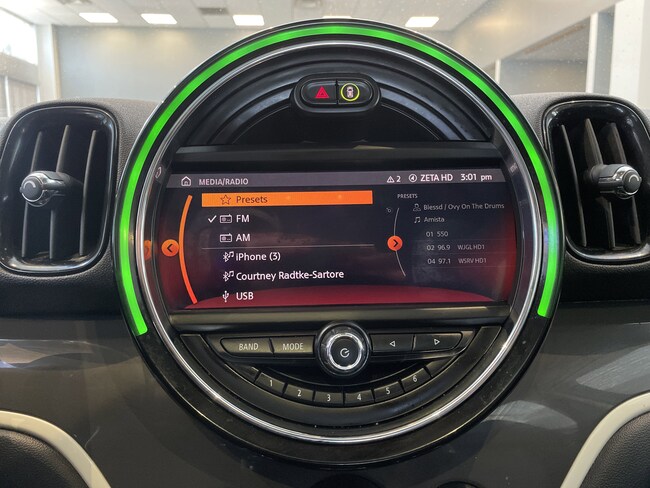 MEDIA/RADIO
2 ZETA HD 3:01 pm
Presets
FM
AM
iPhone (3)
Courtney Radtke-Sartore
USB
PRESETS
Blessd / Ovy On The Drums
Amista
01 550
02 96.9 WJGL HD1
04 97.1 WSRV HD1
BAND MODE
1 2 3 4 5 6